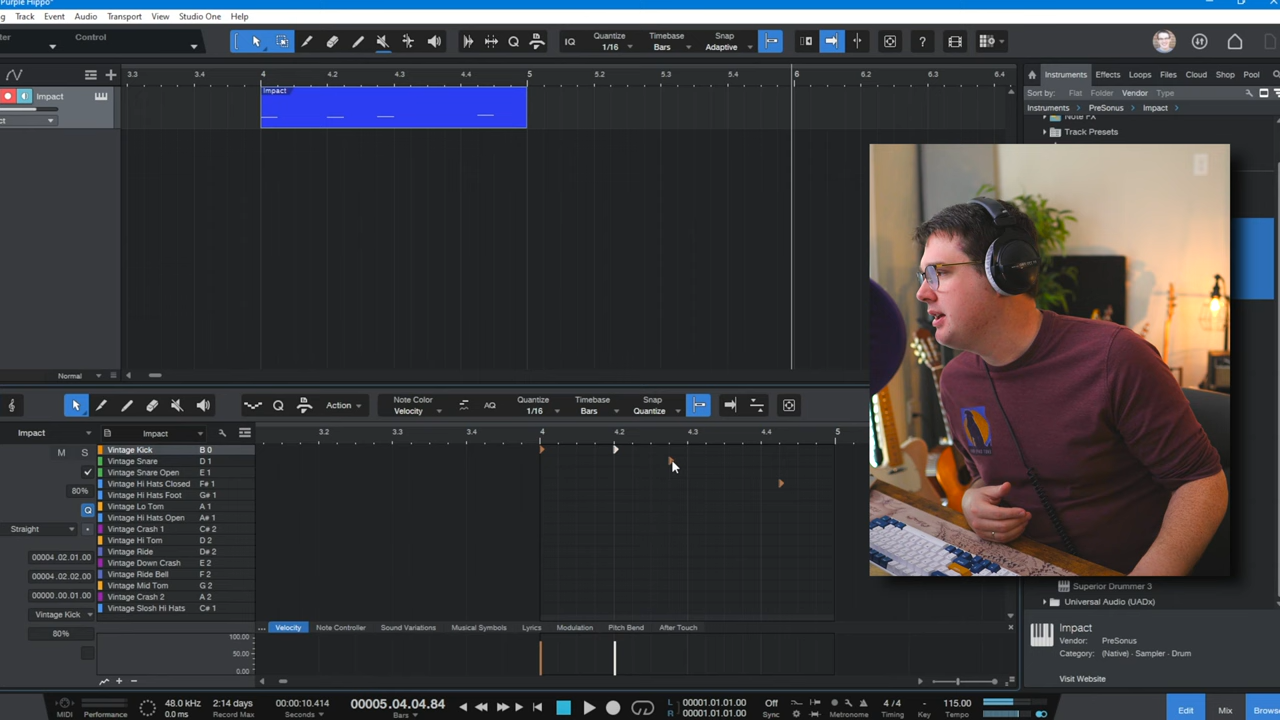 Purple Hippo*
Track Event Audio Transport View Studio One Help
Control
IQ Quantize 1/16 Timebase Bars Snap Adaptive
?
Instruments Effects Loops Files Cloud Shop Pool
Sort by: Flat Folder Vendor Type
Instruments > PreSonus > Impact >
Note FX
Track Presets
3.3 3.4 4 4.2 4.3 4.4 5 5.2 5.3 5.4 6 6.2 6.3 6.4
Impact
Impact
Normal
Action
Note Color Velocity
AQ
Quantize 1/16
Timebase Bars
Snap Quantize
Impact
Impact
3.2 3.3 3.4 4 4.2 4.3 4.4 5
M S
80%
Straight
00004.02.01.00
00004.02.02.00
00000.00.01.00
Vintage Kick
80%
Vintage Kick B 0
Vintage Snare D 1
Vintage Snare Open E 1
Vintage Hi Hats Closed F# 1
Vintage Hi Hats Foot G# 1
Vintage Lo Tom A 1
Vintage Hi Hats Open A# 1
Vintage Crash 1 C# 2
Vintage Hi Tom D 2
Vintage Ride D# 2
Vintage Down Crash E 2
Vintage Ride Bell F 2
Vintage Mid Tom G 2
Vintage Crash 2 A 2
Vintage Slosh Hi Hats C# 1
... Velocity Note Controller Sound Variations Musical Symbols Lyrics Modulation Pitch Bend After Touch
100.00
50.00
0.00
Superior Drummer 3
Universal Audio (UADx)
Impact
Vendor: PreSonus
Category: (Native) - Sampler - Drum
Visit Website
MIDI
Performance
48.0 kHz
0.0 ms
2:14 days
Record Max
00:00:10.414
Seconds
00005.04.04.84
Bars
L 00001.01.01.00
R 00001.01.01.00
Off
Sync
Metronome
4 / 4
Timing
-
Key
115.00
Tempo
Edit Mix Brows